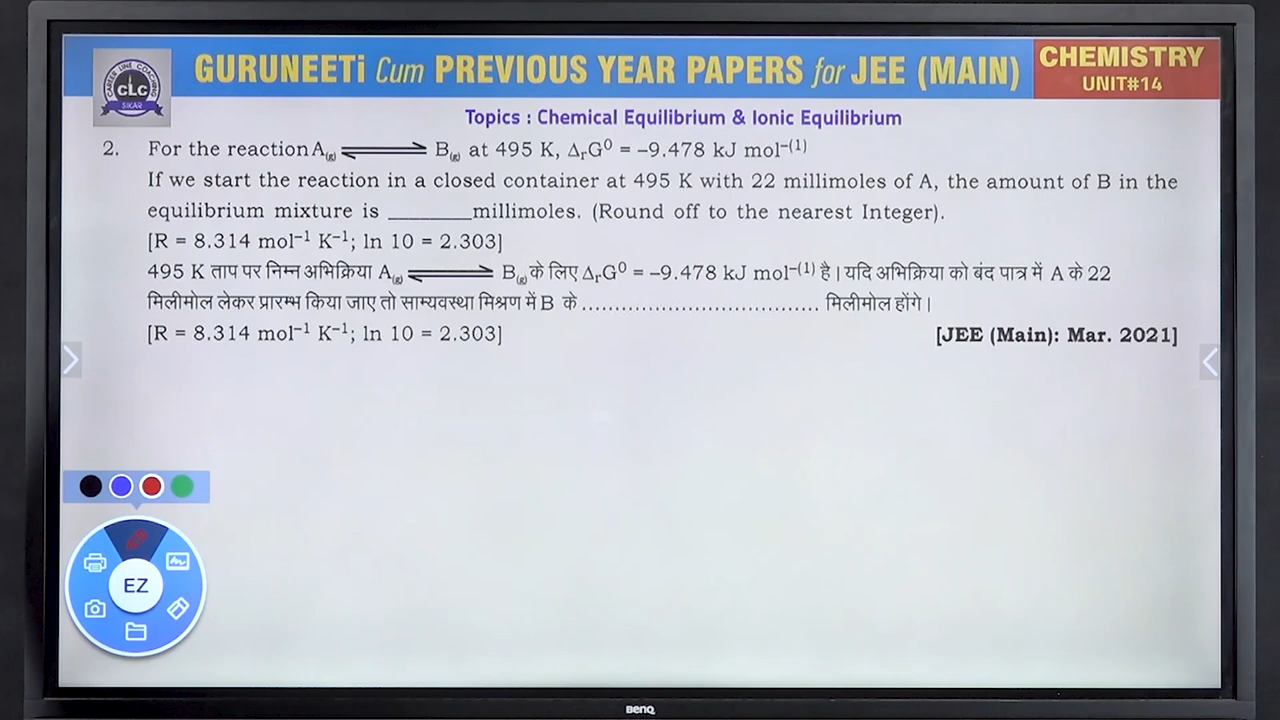 CAREER LINE COACHING
CLC
SIKAR
GURUNEETi Cum PREVIOUS YEAR PAPERS for JEE (MAIN)
CHEMISTRY
UNIT#14
Topics : Chemical Equilibrium & Ionic Equilibrium
2. For the reaction A(g) ⇌ B(g) at 495 K, ΔrG⁰ = –9.478 kJ mol⁻⁽¹⁾
If we start the reaction in a closed container at 495 K with 22 millimoles of A, the amount of B in the
equilibrium mixture is ________millimoles. (Round off to the nearest Integer).
[R = 8.314 mol⁻¹ K⁻¹; ln 10 = 2.303]
495 K ताप पर निम्न अभिक्रिया A(g) ⇌ B(g) के लिए ΔrG⁰ = –9.478 kJ mol⁻⁽¹⁾ है। यदि अभिक्रिया को बंद पात्र में A के 22
मिलीमोल लेकर प्रारम्भ किया जाए तो साम्यवस्था मिश्रण में B के .................................. मिलीमोल होंगे।
[R = 8.314 mol⁻¹ K⁻¹; ln 10 = 2.303] [JEE (Main): Mar. 2021]
EZ
BenQ